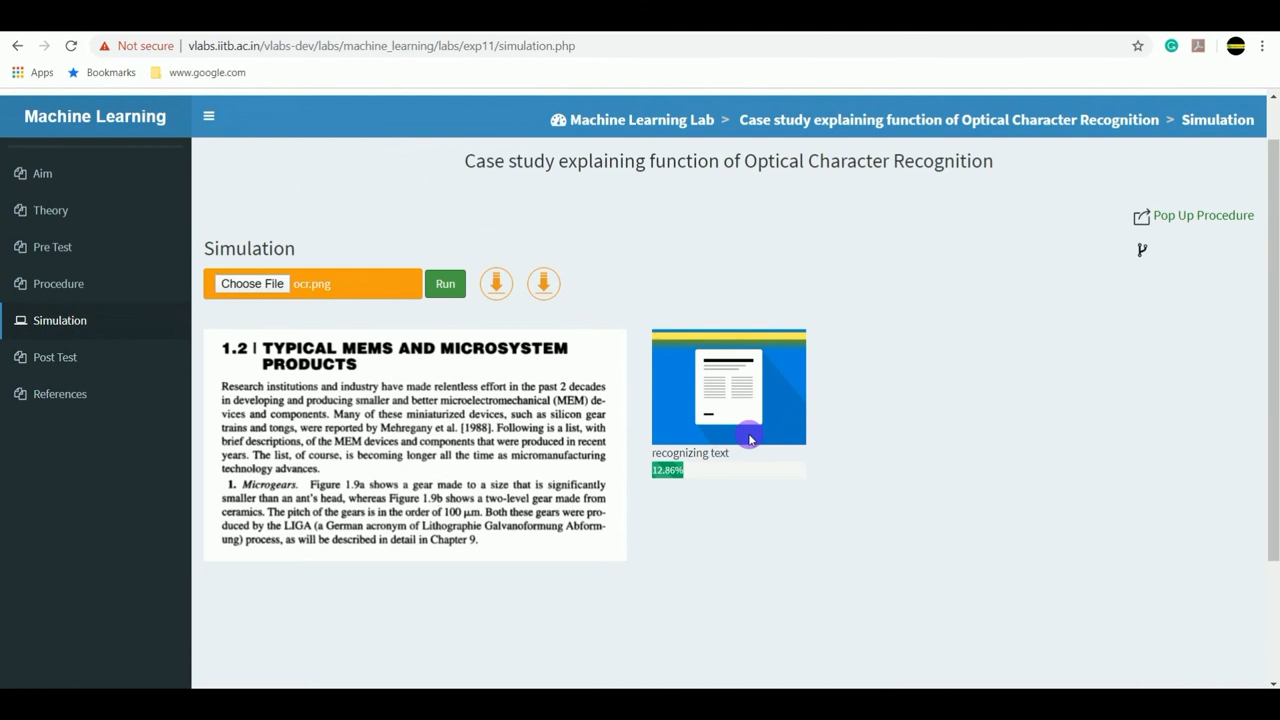 Not secure | vlabs.iitb.ac.in/vlabs-dev/labs/machine_learning/labs/exp11/simulation.php
Apps Bookmarks www.google.com
Machine Learning
Machine Learning Lab > Case study explaining function of Optical Character Recognition > Simulation
Aim
Theory
Pre Test
Procedure
Simulation
Post Test
References
Case study explaining function of Optical Character Recognition
Pop Up Procedure
Simulation
Choose File ocr.png Run
1.2 | TYPICAL MEMS AND MICROSYSTEM
PRODUCTS
Research institutions and industry have made relentless effort in the past 2 decades
in developing and producing smaller and better microelectromechanical (MEM) de-
vices and components. Many of these miniaturized devices, such as silicon gear
trains and tongs, were reported by Mehregany et al. [1988]. Following is a list, with
brief descriptions, of the MEM devices and components that were produced in recent
years. The list, of course, is becoming longer all the time as micromanufacturing
technology advances.
1. Microgears. Figure 1.9a shows a gear made to a size that is significantly
smaller than an ant's head, whereas Figure 1.9b shows a two-level gear made from
ceramics. The pitch of the gears is in the order of 100 μm. Both these gears were pro-
duced by the LIGA (a German acronym of Lithographie Galvanoformung Abform-
ung) process, as will be described in detail in Chapter 9.
recognizing text
12.86%